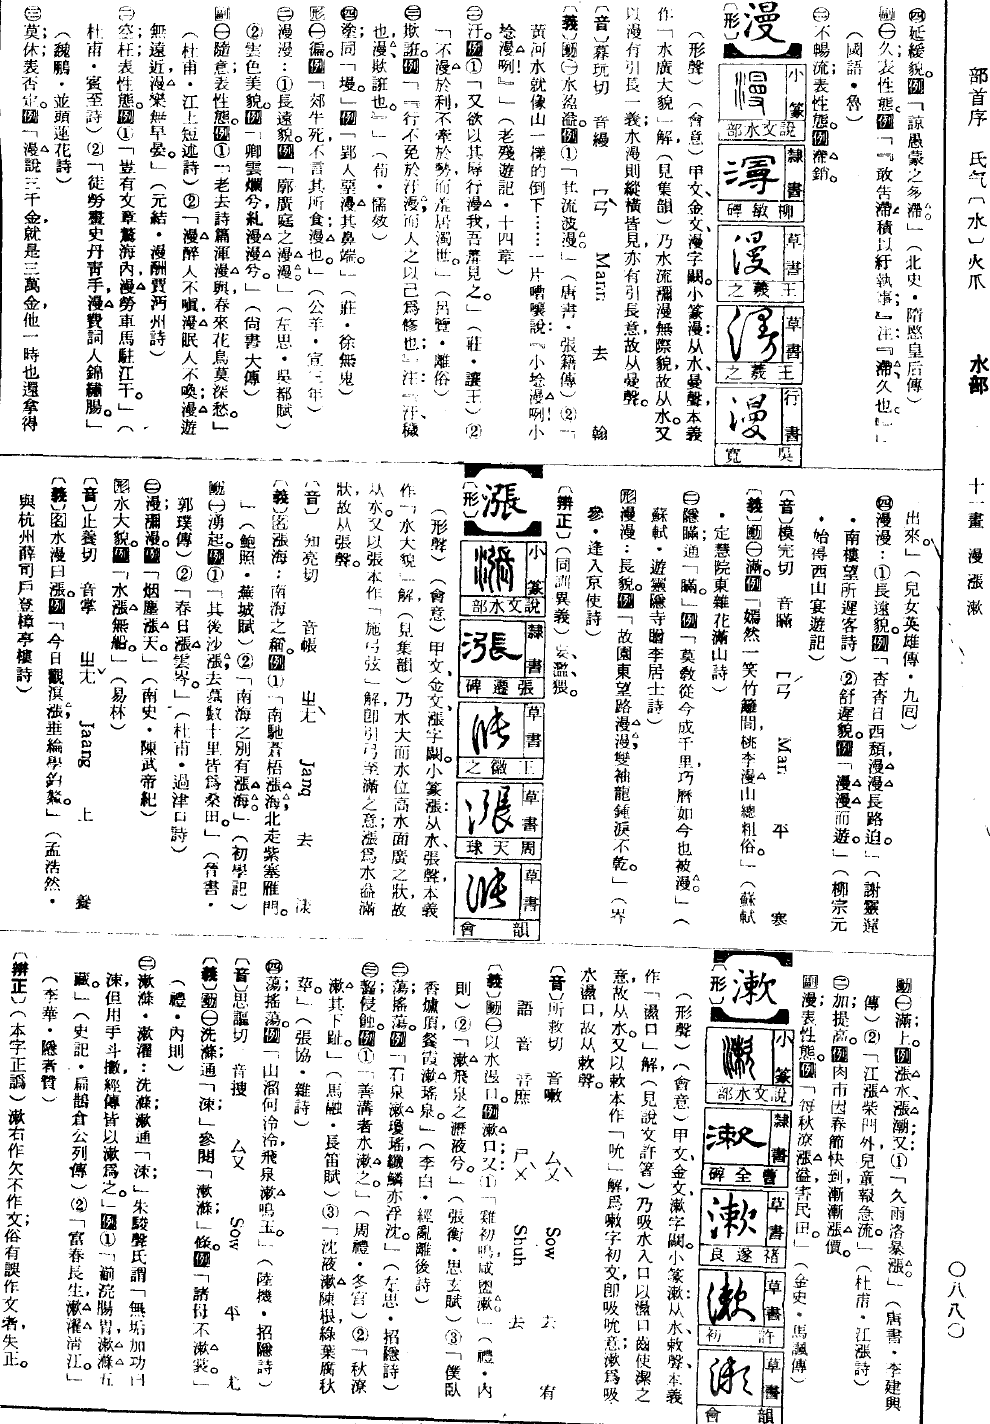 部首序　氏气〔水〕火爪　水部　十一畫　漫漲漱　〇八八〇
㈣延緩貌。例「諒愚蒙之多滯。」（北史・隋愍皇后傳）
副㈠久表性態。例「『敢告滯積以紓執事』注『滯久也。』」
（國語・魯）
㈡不暢流表性態。例滯銷。
漫
〔形〕
小篆　說文水部
隸書　柳敏碑
草書　王羲之
草書　王羲之
行書　吳寬
（形聲）（會意）甲文、金文漫字闕。小篆漫：从水、曼聲，本義
作「水廣大貌」解，（見集韻）乃水流瀰漫無際貌，故从水。又
以漫有引長一義，水漫則縱橫皆見，亦有引長意，故从曼聲。
〔音〕幕玩切　音縵　ㄇㄢˋ　Mann　去　翰
〔義〕動㈠水盈溢。例①「其流波漫。」（唐書・張籍傳）②「
黃河水就像山一樣的倒下……一片嘈嚷說：『小埝漫咧！小
埝漫咧！』」（老殘遊記・十四章）
㈡汙。例①「又欲以其辱行漫我，吾羞見之。」（莊・讓王）②
「不漫於利，不牽於勢，而羞居濁世。」（呂覽・離俗）
㈢欺誑。例「『行不免於汙漫，而人之以己爲修也』注『汙，穢
也；漫，欺誑也。』」（荀・儒效）
㈣塗同「墁。」例「郢人堊漫其鼻端。」（莊・徐無鬼）
形㈠徧。例「郊牛死，不言其所食漫也。」（公羊・宣三年）
㈡漫漫：①長遠貌。例「廓廣庭之漫漫。」（左思・吳都賦）
②雲色美貌。例「卿雲爛兮，糺漫漫兮。」（尙書大傳）
副㈠隨意表性態。例①「老去詩篇渾漫與，春來花鳥莫深愁。」
（杜甫・江上短述詩）②「漫醉人不嗔，漫眠人不喚；漫遊
無遠近，漫樂無早晏。」（元結・漫酬賈沔州詩）
㈡空枉表性態。例①「豈有文章驚海內，漫勞車馬駐江干。」（
杜甫・賓至詩）②「徒勞畫史丹靑手，漫費詞人錦繡腸。」
（魏鵬・並頭蓮花詩）
㈢莫休表否定。例「漫說三千金，就是三萬金，他一時也還拿得
出來。」（兒女英雄傳・九回）
㈣漫漫：①長遠貌。例「杳杳日西頹，漫漫長路迫。」（謝靈運
・南樓望所遲客詩）②舒遲貌。例「漫漫而遊。」（柳宗元
・始得西山宴遊記）
〔音〕模完切　音瞞　ㄇㄢˊ　Man　平　寒
〔義〕動㈠滿。例「嫣然一笑竹籬間，桃李漫山總粗俗。」（蘇軾
・定慧院東雜花滿山詩）
㈡隱瞞通「瞞。」例「莫敎從今成千里，巧曆如今也被漫。」（
蘇軾・遊靈隱寺贈李居士詩）
形漫漫：長貌。例「故園東望路漫漫，雙袖龍鍾淚不乾。」（岑
參・逢入京使詩）
〔辨正〕（同訓異義）妄、濫、猥。
漲
〔形〕
小篆　說文水部
隸書　張遷碑
草書　王徽之
草書　周天球
草書　草韻會
（形聲）（會意）甲文、金文漲字闕。小篆漲：从水、張聲，本義
作「水大貌」解，（見集韻）乃水大而水位高水面廣之狀，故
从水。又以張本作「施弓弦」解，卽引弓至滿之意，漲爲水益滿
狀，故从張聲。
〔音〕知亮切　音帳　ㄓㄤˋ　Janq　去　漾
〔義〕名漲海：南海之稱。例①「南馳蒼梧漲海，北走紫塞雁門。
」（鮑照・蕪城賦）②「南海之別有漲海。」（初學記）
動㈠湧起。例①「其後沙漲，去墓數十里皆爲桑田。」（晉書・
郭璞傳）②「春日漲雲岑。」（杜甫・過津口詩）
㈡漫，瀰漫。例「烟塵漲天。」（南史・陳武帝紀）
形水大貌。例「水漲無船。」（易林）
〔音〕止養切　音掌　ㄓㄤˇ　Jaang　上　養
〔義〕名水漫曰漲。例「今日觀溟漲，垂綸學釣鰲。」（孟浩然・
與杭州薛司戶登樟亭樓詩）
動㈠滿，上。例漲水；漲潮；又①「久雨洛暴漲。」（唐書・李建興
傳）②「江漲柴門外，兒童報急流。」（杜甫・江漲詩）
㈡加，提高。例肉市因春節快到漸漸漲價。
副漫表性態。例「每秋潦，漲溢害民田。」（金史・馬諷傳）
漱
〔形〕
小篆　說文水部
隸書　曹全碑
草書　褚遂良
草書　許初
草書　草韻會
（形聲）（會意）甲文、金文漱字闕。小篆漱：从水、敕聲，本義
作「盪口」解，（見說文許箸）乃吸水入口以盪口齒使潔之
意，故从水。又以欶本作「吮」解，爲嗽字初文，卽吸吮意，漱爲吸
水盪口，故从欶聲。
〔音〕所救切　音嗽　ㄙㄡˋ　Sow　去　宥
語音　音庶　ㄕㄨˋ　Shuh　去
〔義〕動㈠以水盪口。例漱口；又①「雞初鳴，咸盥漱。」（禮・內
則）②「漱飛泉之瀝液兮。」（張衡・思玄賦）③「僕臥
香爐頂，餐霞漱瑤泉。」（李白・經亂離後詩）
㈡蕩，搖蕩。例「石泉漱瓊瑤，纖鱗亦浮沈。」（左思・招隱詩）
㈢齧，侵蝕。例①「善溝者水漱之。」（周禮・冬官）②「秋潦
漱其下趾。」（馬融・長笛賦）③「沈液漱陳根，綠葉腐秋
莖。」（張協・雜詩）
㈣蕩，搖蕩。例「山溜何泠泠，飛泉漱鳴玉。」（陸機・招隱詩）
〔音〕思謳切　音搜　ㄙㄡ　Sow　平　尤
〔義〕動㈠洗滌通「涑」參閱「漱滌」條。例「諸母不漱裳。」
（禮・內則）
㈡漱滌，漱濯：洗滌；漱通「涑」朱駿聲氏謂「無垢加功曰
涑，但用手斗撒，經傳皆以漱爲之。」例①「湔浣腸胃，漱滌五
藏。」（史記・扁鵲倉公列傳）②「富春長生，漱濯淸江。」
（李華・隱者贊）
〔辨正〕（本字正譌）漱右作欠不作文，俗有誤作文者，失正。